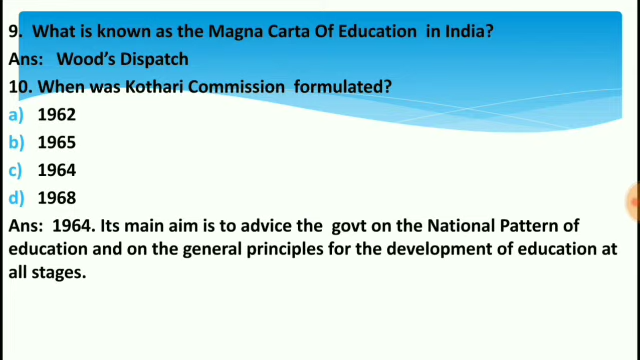 9. What is known as the Magna Carta Of Education in India?
Ans: Wood's Dispatch
10. When was Kothari Commission formulated?
a) 1962
b) 1965
c) 1964
d) 1968
Ans: 1964. Its main aim is to advice the govt on the National Pattern of
education and on the general principles for the development of education at
all stages.